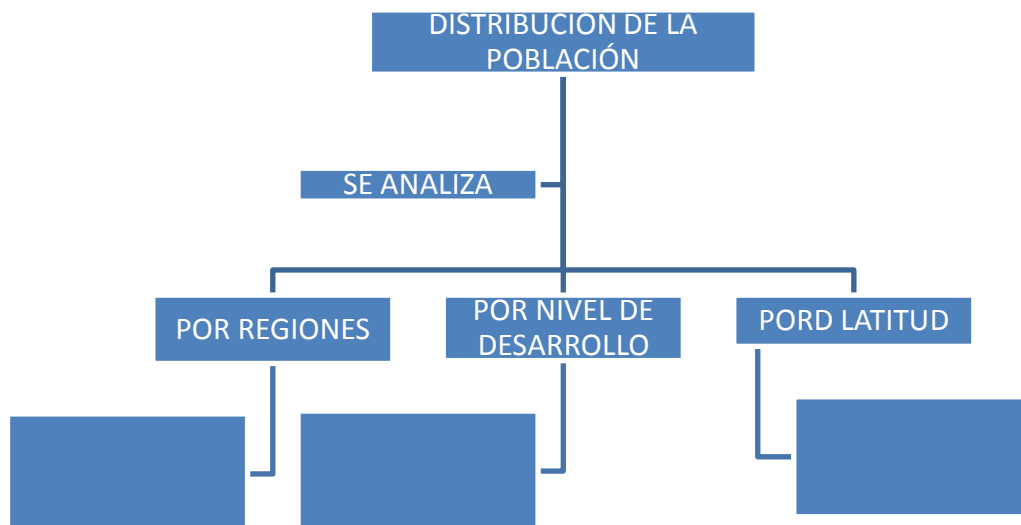 DISTRIBUCIÓN DE LA
POBLACIÓN
SE ANALIZA
POR REGIONES
POR NIVEL DE
DESARROLLO
PORD LATITUD